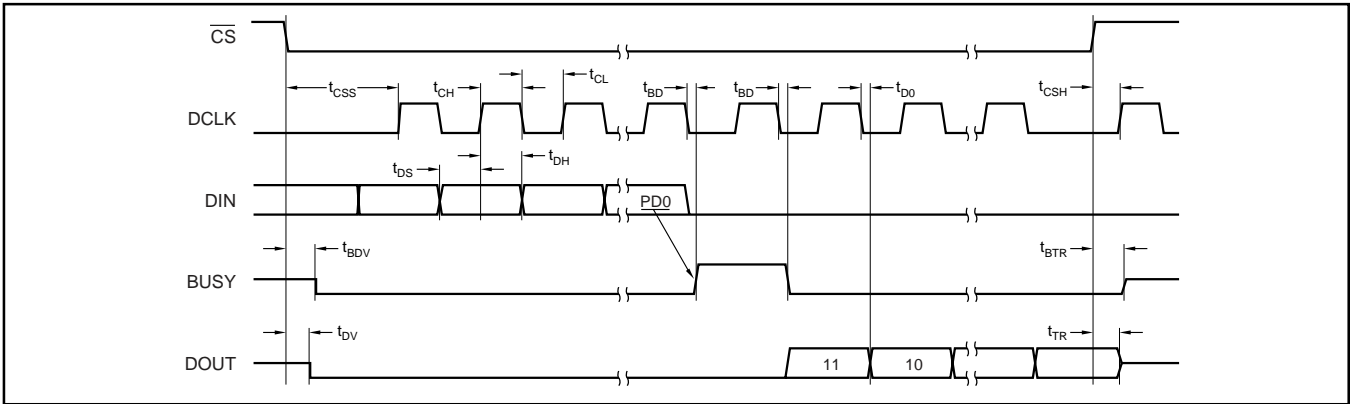 CS
tCSS
tCH
tCL
tBD
tBD
tD0
tCSH
DCLK
tDS
tDH
DIN
PD0
tBDV
tBTR
BUSY
tDV
tTR
DOUT
11
10